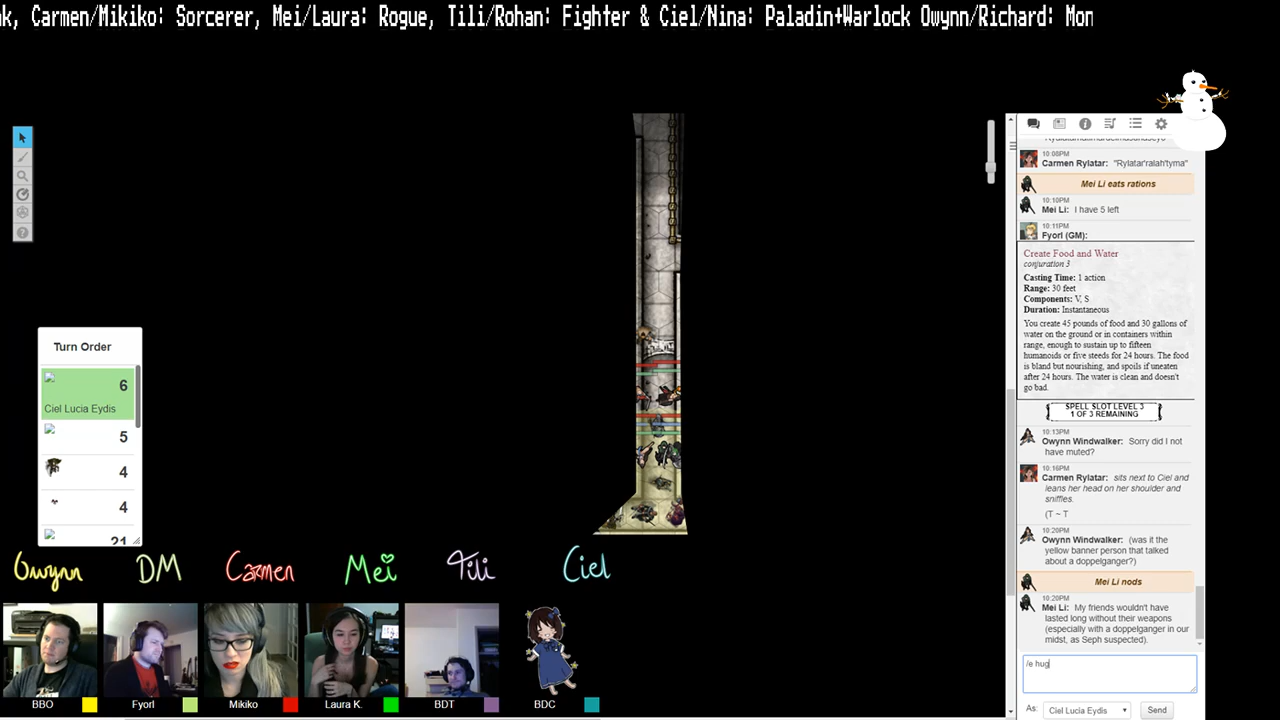 k, Carmen/Mikiko: Sorcerer, Mei/Laura: Rogue, Tili/Rohan: Fighter & Ciel/Nina: Paladin+Warlock Owynn/Richard: Mon
10:08PM
Carmen Rylatar: "Rylatar'ralah'tyma"
Mei Li eats rations
10:10PM
Mei Li: I have 5 left
10:11PM
Fyorl (GM):
Create Food and Water
conjuration 3
Casting Time: 1 action
Range: 30 feet
Components: V, S
Duration: Instantaneous
You create 45 pounds of food and 30 gallons of
water on the ground or in containers within
range, enough to sustain up to fifteen
humanoids or five steeds for 24 hours. The food
is bland but nourishing, and spoils if uneaten
after 24 hours. The water is clean and doesn't
go bad.
SPELL SLOT LEVEL 3
1 OF 3 REMAINING
10:13PM
Owynn Windwalker: Sorry did I not
have muted?
10:16PM
Carmen Rylatar: sits next to Ciel and
leans her head on her shoulder and
sniffles.
(T ~ T
10:20PM
Owynn Windwalker: (was it the
yellow banner person that talked
about a doppelganger?)
Mei Li nods
10:20PM
Mei Li: My friends wouldn't have
lasted long without their weapons
(especially with a doppelganger in our
midst, as Seph suspected).
/e hug
As: Ciel Lucia Eydis
Send
Turn Order
6
Ciel Lucia Eydis
5
4
4
21
Owynn DM Carmen Mei Tili Ciel
BBO Fyorl Mikiko Laura K. BDT BDC